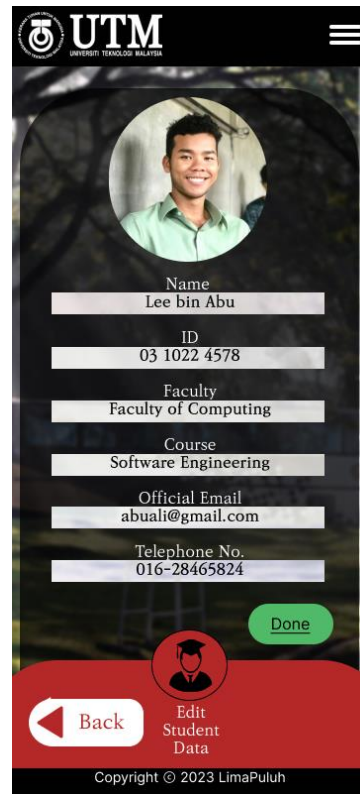 UTM
UNIVERSITI TEKNOLOGI MALAYSIA
Name
Lee bin Abu
ID
03 1022 4578
Faculty
Faculty of Computing
Course
Software Engineering
Official Email
abuali@gmail.com
Telephone No.
016-28465824
Done
Back
Edit
Student
Data
Copyright © 2023 LimaPuluh